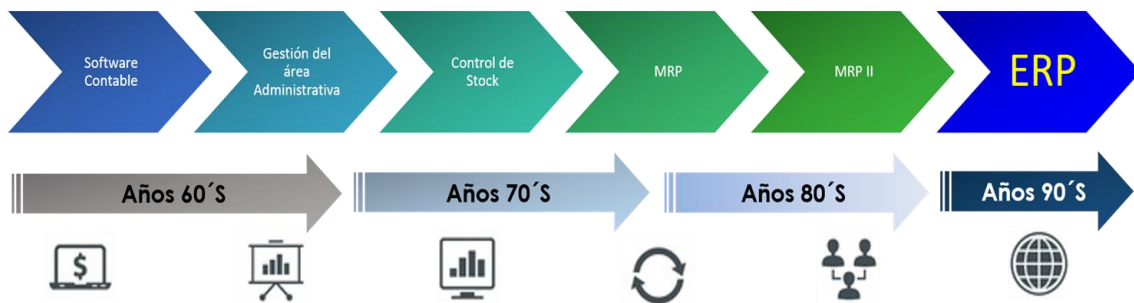 Software
Contable
Gestión del
área
Administrativa
Control de
Stock
MRP
MRP II
ERP
Años 60´S
Años 70´S
Años 80´S
Años 90´S
$